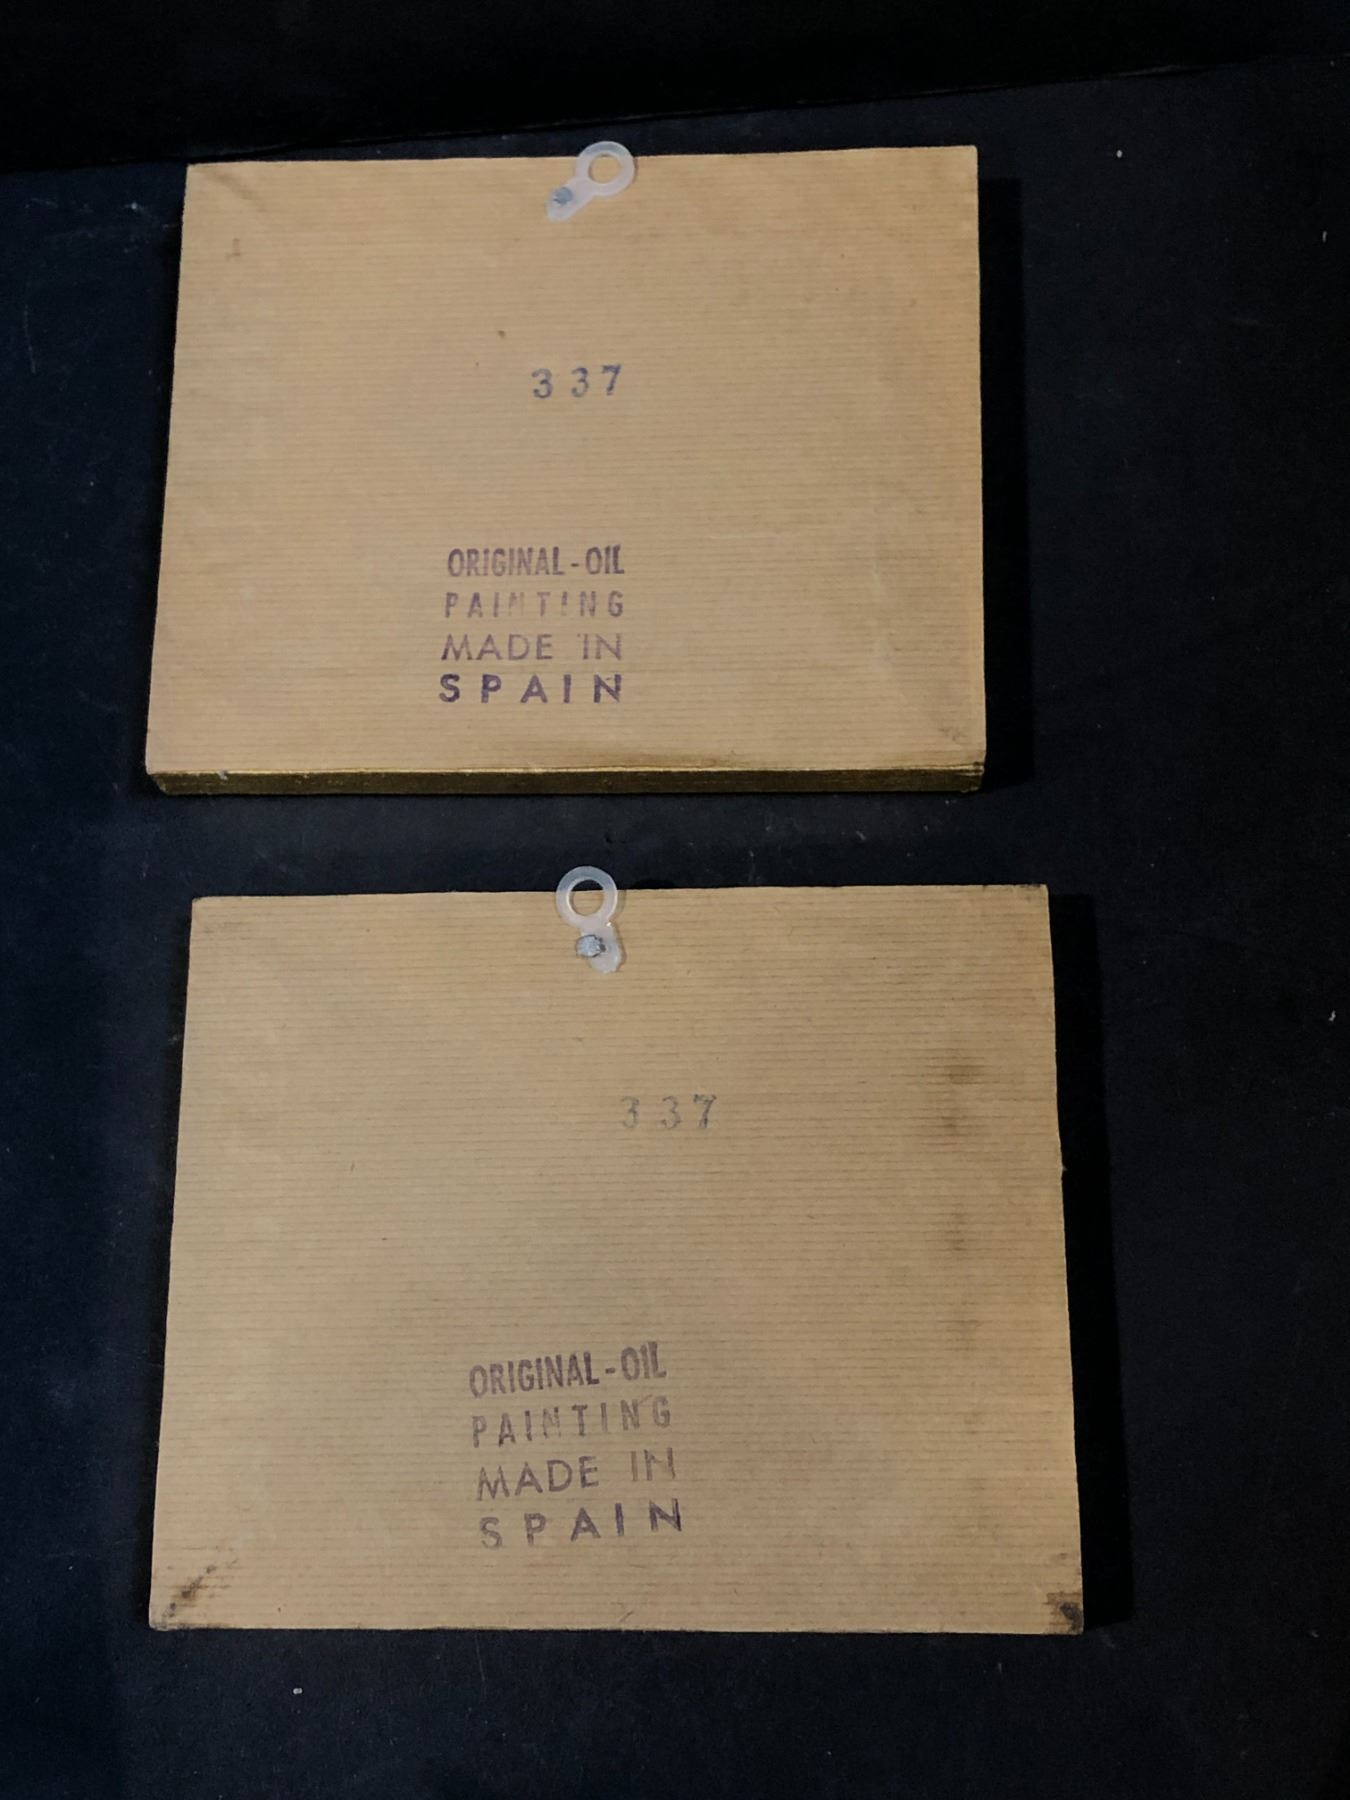 337
ORIGINAL-OIL
PAINTING
MADE IN
SPAIN
337
ORIGINAL-OIL
PAINTING
MADE IN
SPAIN